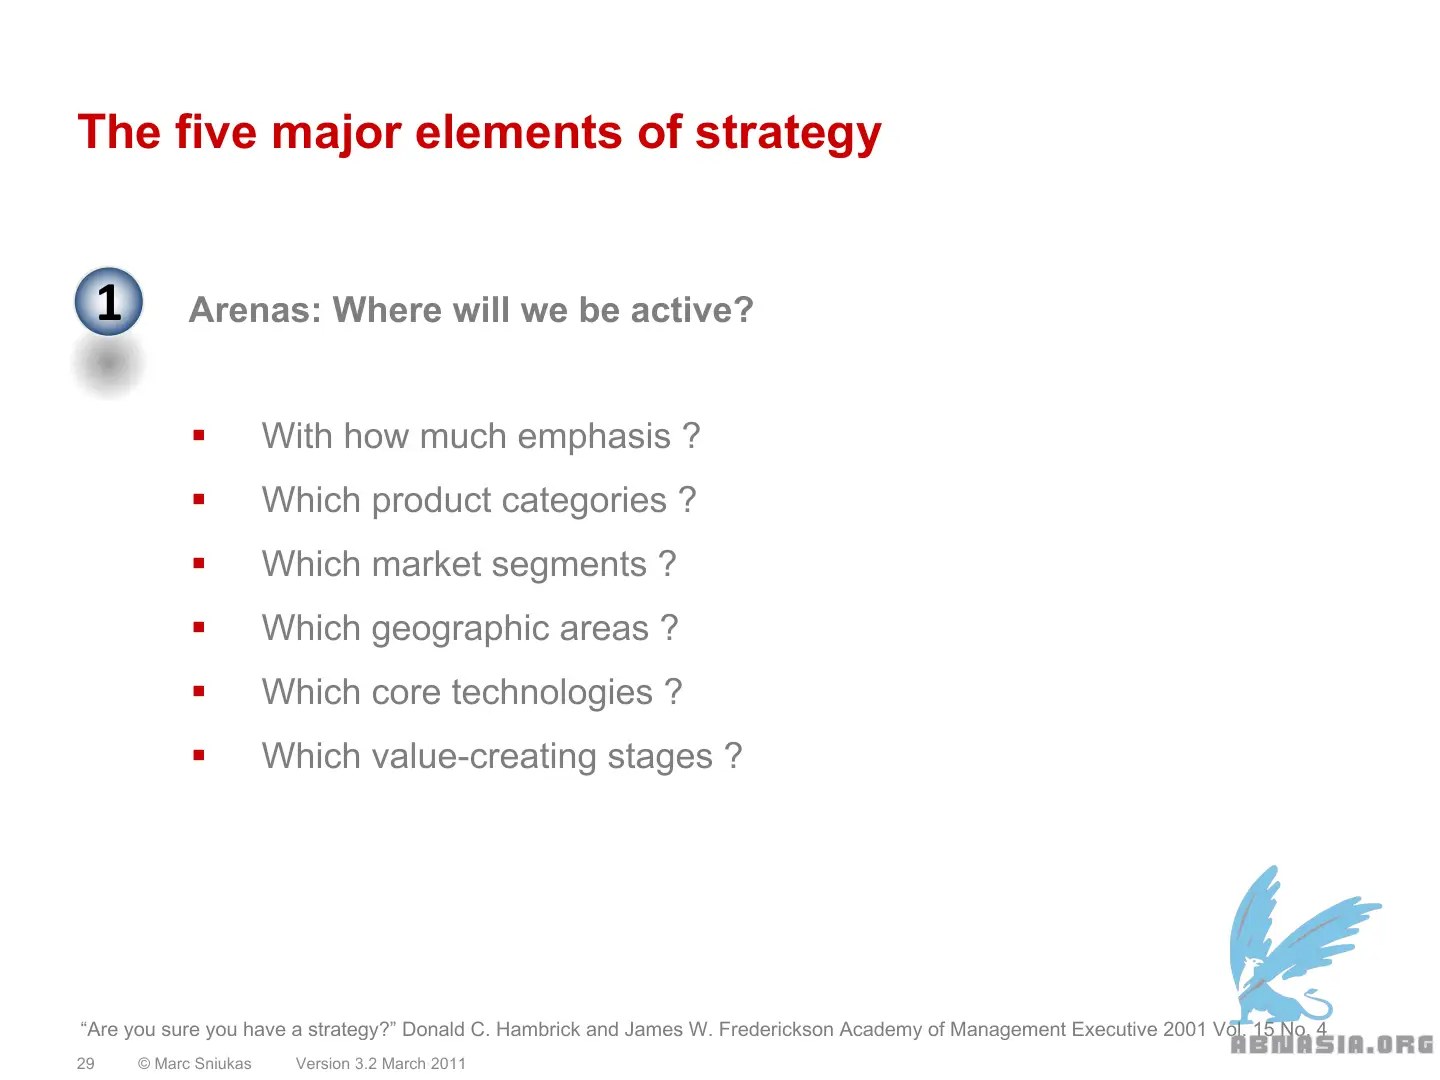 The five major elements of strategy
1
Arenas: Where will we be active?
▪ With how much emphasis ?
▪ Which product categories ?
▪ Which market segments ?
▪ Which geographic areas ?
▪ Which core technologies ?
▪ Which value-creating stages ?
“Are you sure you have a strategy?” Donald C. Hambrick and James W. Frederickson Academy of Management Executive 2001 Vol. 15 No. 4
ABNASIA.ORG
29 © Marc Sniukas Version 3.2 March 2011